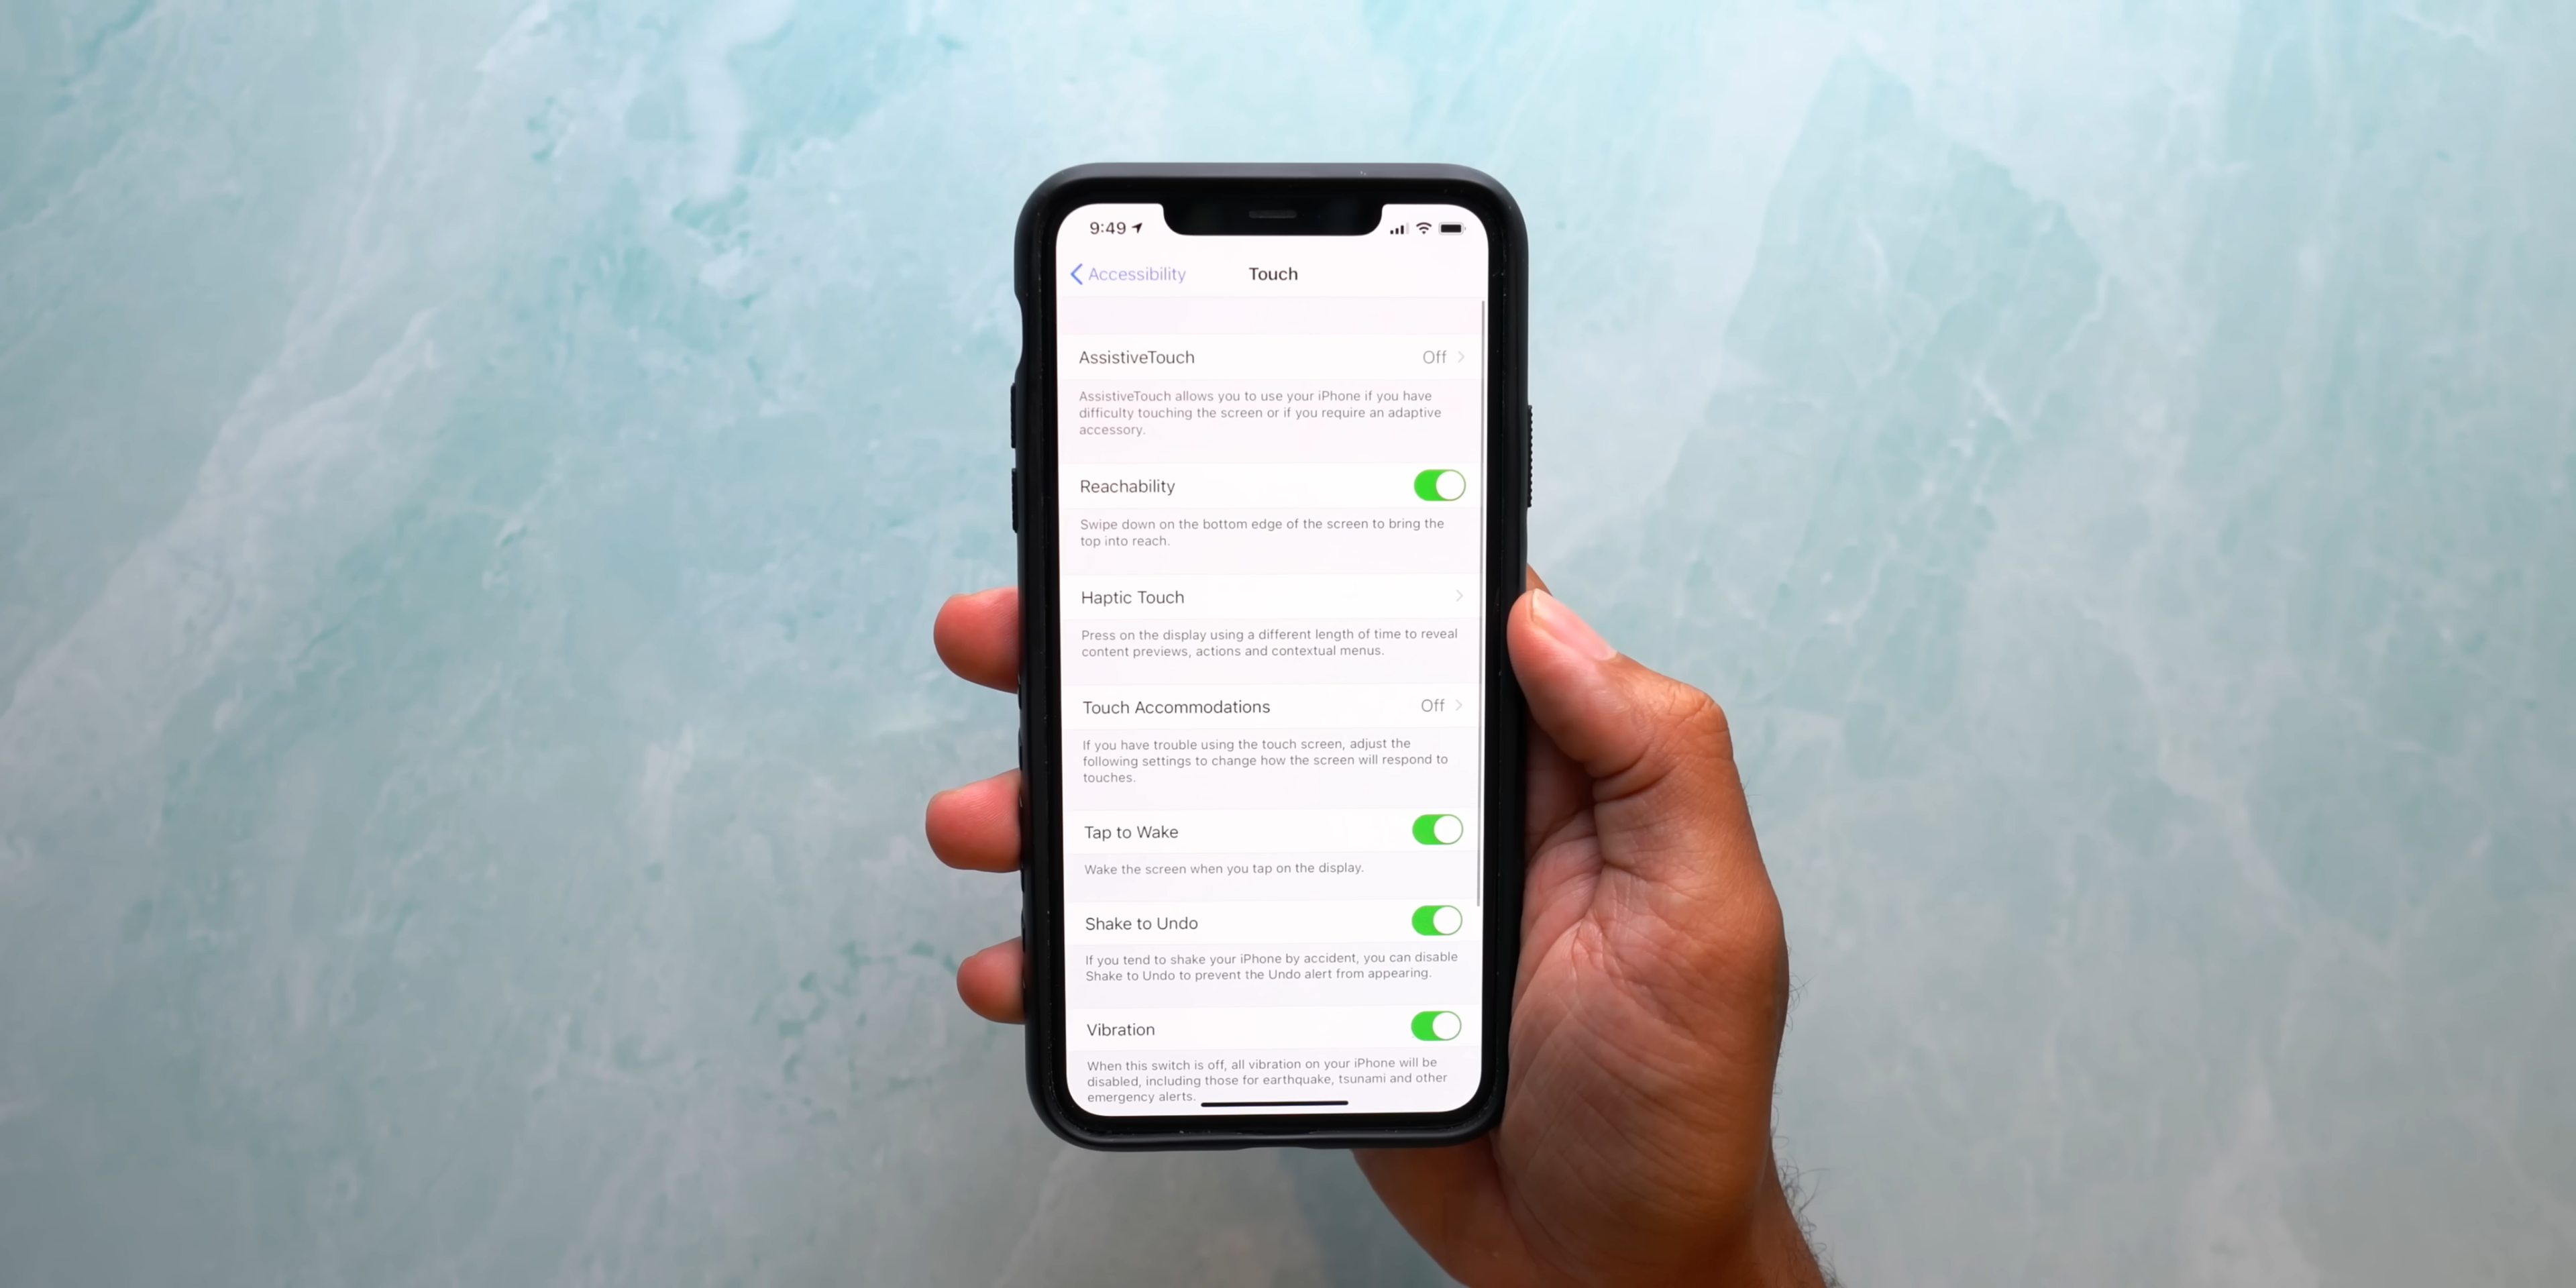 9:49
Accessibility Touch
AssistiveTouch Off
AssistiveTouch allows you to use your iPhone if you have
difficulty touching the screen or if you require an adaptive
accessory.
Reachability
Swipe down on the bottom edge of the screen to bring the
top into reach.
Haptic Touch
Press on the display using a different length of time to reveal
content previews, actions and contextual menus.
Touch Accommodations Off
If you have trouble using the touch screen, adjust the
following settings to change how the screen will respond to
touches.
Tap to Wake
Wake the screen when you tap on the display.
Shake to Undo
If you tend to shake your iPhone by accident, you can disable
Shake to Undo to prevent the Undo alert from appearing.
Vibration
When this switch is off, all vibration on your iPhone will be
disabled, including those for earthquake, tsunami and other
emergency alerts.